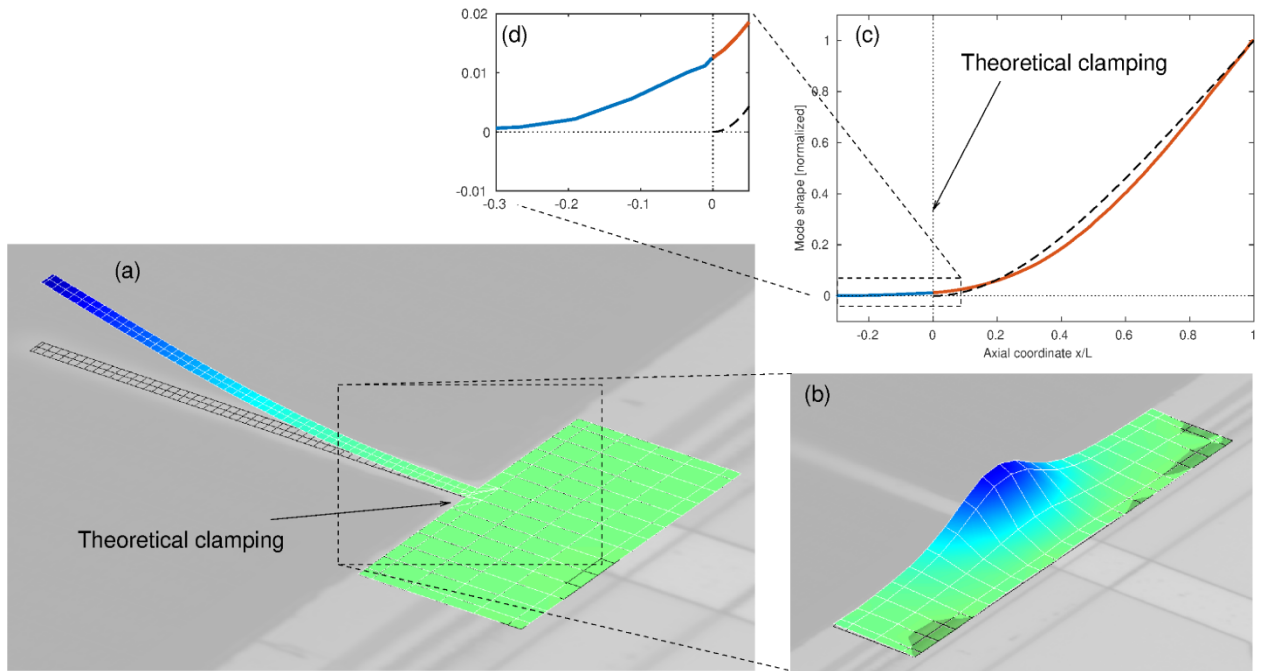 (d)
0.02
0.01
0
-0.01
-0.3
-0.2
-0.1
0
(c)
Theoretical clamping
Mode shape [normalized]
1
0.8
0.6
0.4
0.2
0
-0.2
0
0.2
0.4
0.6
0.8
1
Axial coordinate x/L
(a)
Theoretical clamping
(b)